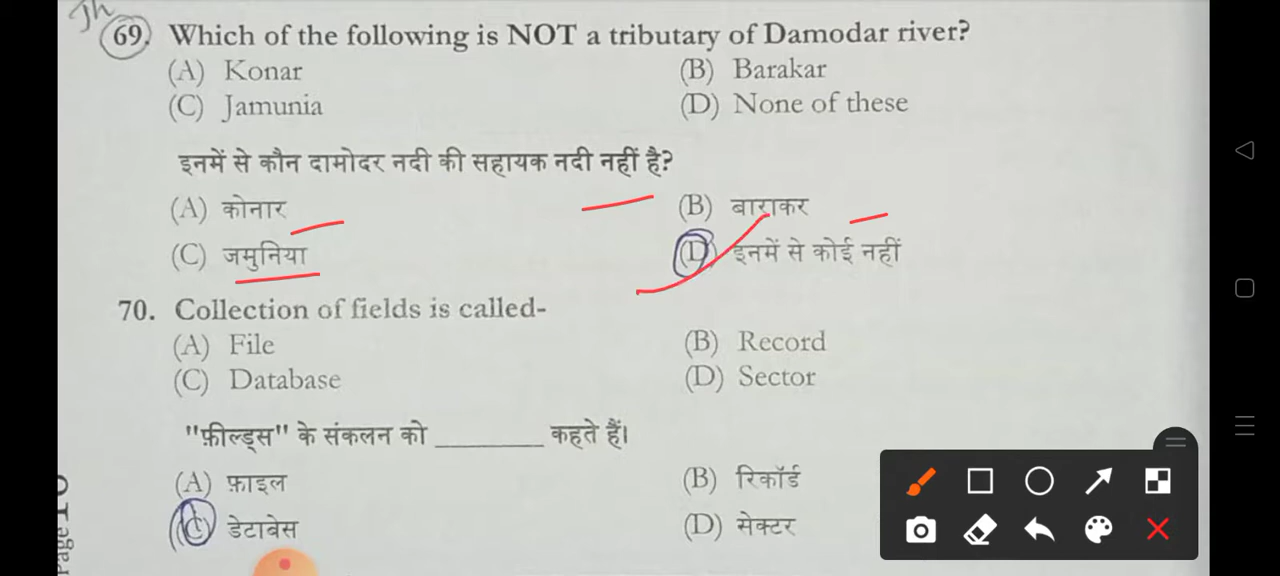 Jh
69. Which of the following is NOT a tributary of Damodar river?
(A) Konar (B) Barakar
(C) Jamunia (D) None of these
इनमें से कौन दामोदर नदी की सहायक नदी नहीं है?
(A) कोनार (B) बाराकर
(C) जमुनिया (D) इनमें से कोई नहीं
70. Collection of fields is called-
(A) File (B) Record
(C) Database (D) Sector
"फ़ील्ड्स" के संकलन को ________ कहते हैं।
(A) फ़ाइल (B) रिकॉर्ड
(C) डेटाबेस (D) सेक्टर
Page 16